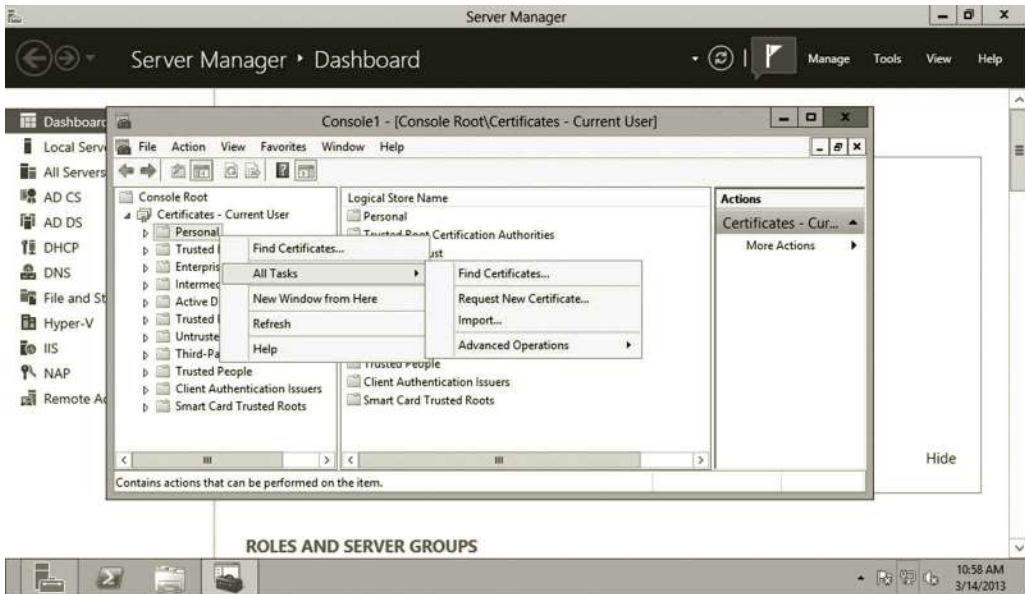 Server Manager
Server Manager • Dashboard
Manage Tools View Help
Dashboard
Local Serv
All Servers
AD CS
AD DS
DHCP
DNS
File and St
Hyper-V
IIS
NAP
Remote Ac
Console1 - [Console Root\Certificates - Current User]
File Action View Favorites Window Help
Console Root
Certificates - Current User
Personal
Trusted
Enterpris
Intermed
Active D
Trusted
Untruste
Third-Pa
Trusted People
Client Authentication Issuers
Smart Card Trusted Roots
Find Certificates...
All Tasks
New Window from Here
Refresh
Help
Find Certificates...
Request New Certificate...
Import...
Advanced Operations
Logical Store Name
Personal
Trusted Root Certification Authorities
ust
Trusted People
Client Authentication Issuers
Smart Card Trusted Roots
Actions
Certificates - Cur...
More Actions
Contains actions that can be performed on the item.
Hide
ROLES AND SERVER GROUPS
10:58 AM
3/14/2013